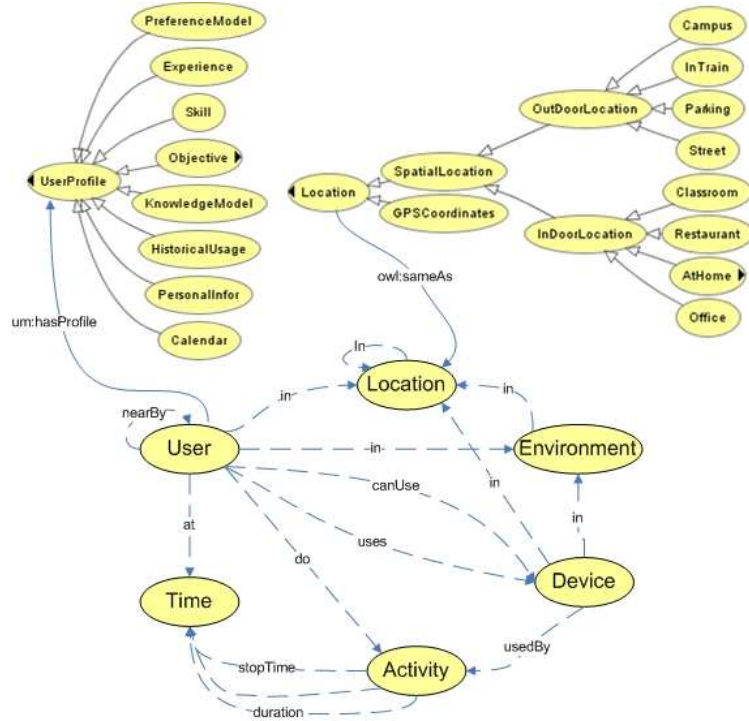 PreferenceModel
Experience
Skill
Objective
UserProfile
KnowledgeModel
HistoricalUsage
PersonalInfor
Calendar
um:hasProfile
Campus
InTrain
OutDoorLocation
Parking
Street
SpatialLocation
Location
GPSCoordinates
Classroom
InDoorLocation
Restaurant
AtHome
Office
owl:sameAs
In
Location
in
in
nearBy
User
in
Environment
canUse
in
in
at
uses
do
Time
Device
usedBy
stopTime
Activity
duration